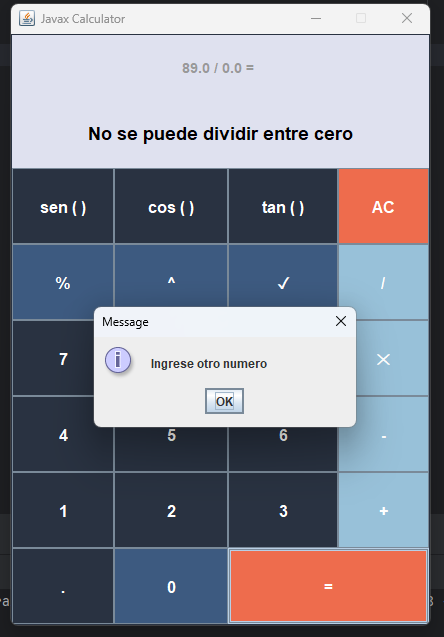 Javax Calculator
89.0 / 0.0 =
No se puede dividir entre cero
sen ( ) cos ( ) tan ( ) AC
% ^ ✓ /
Message
7
Ingrese otro numero
OK
4 5 6 -
1 2 3 +
. 0 =